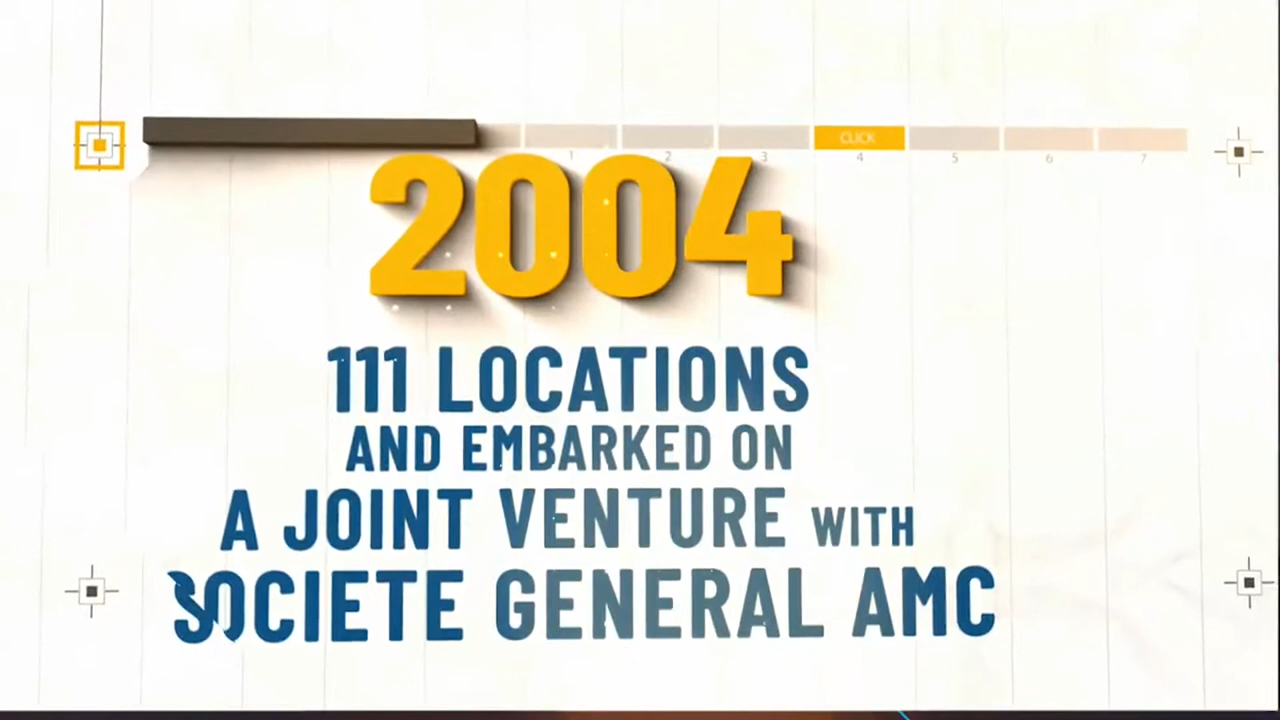 CLICK
1 2 3 4 5 6 7
2004
111 LOCATIONS
AND EMBARKED ON
A JOINT VENTURE WITH
SOCIETE GENERAL AMC